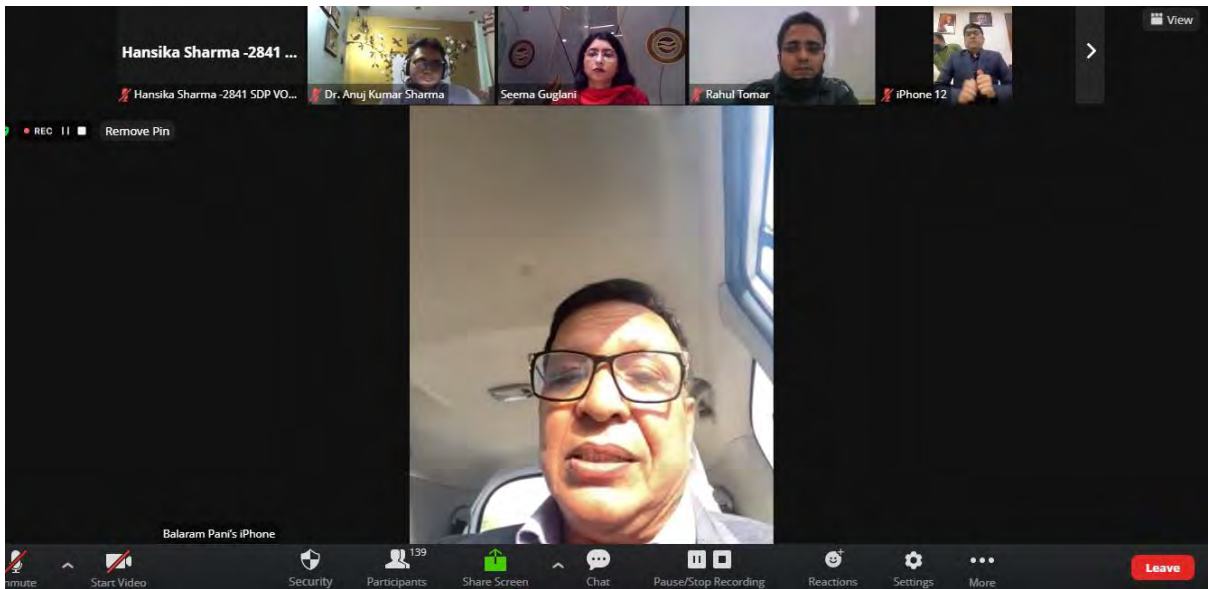 View
Hansika Sharma -2841 ...
Hansika Sharma -2841 SDP VO...
Dr. Anuj Kumar Sharma
Seema Guglani
Rahul Tomar
iPhone 12
REC
Remove Pin
Balaram Pani's iPhone
nmute
Start Video
Security
Participants
139
Share Screen
Chat
Pause/Stop Recording
Reactions
Settings
More
Leave